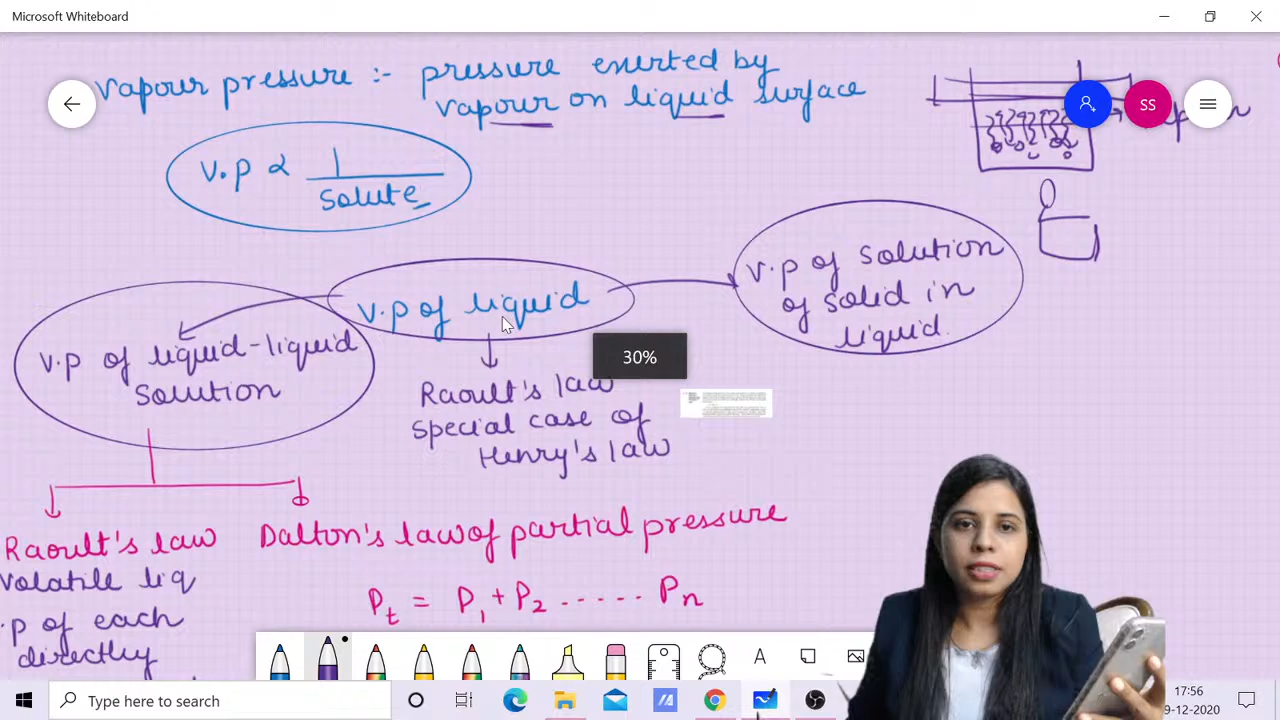 Microsoft Whiteboard
Vapour pressure :- pressure exerted by
vapour on liquid surface
SS
v.p ∝ 1
solute
v.p of liquid
v.p of solution
of solid in
liquid.
v.p of liquid-liquid
solution
30%
Raoult's law
special case of
Henry's law
Raoult's law
volatile liq
.p of each
directly
Dalton's law of partial pressure
Pt = P1 + P2 ...... Pn
A
Type here to search
17:56
9-12-2020